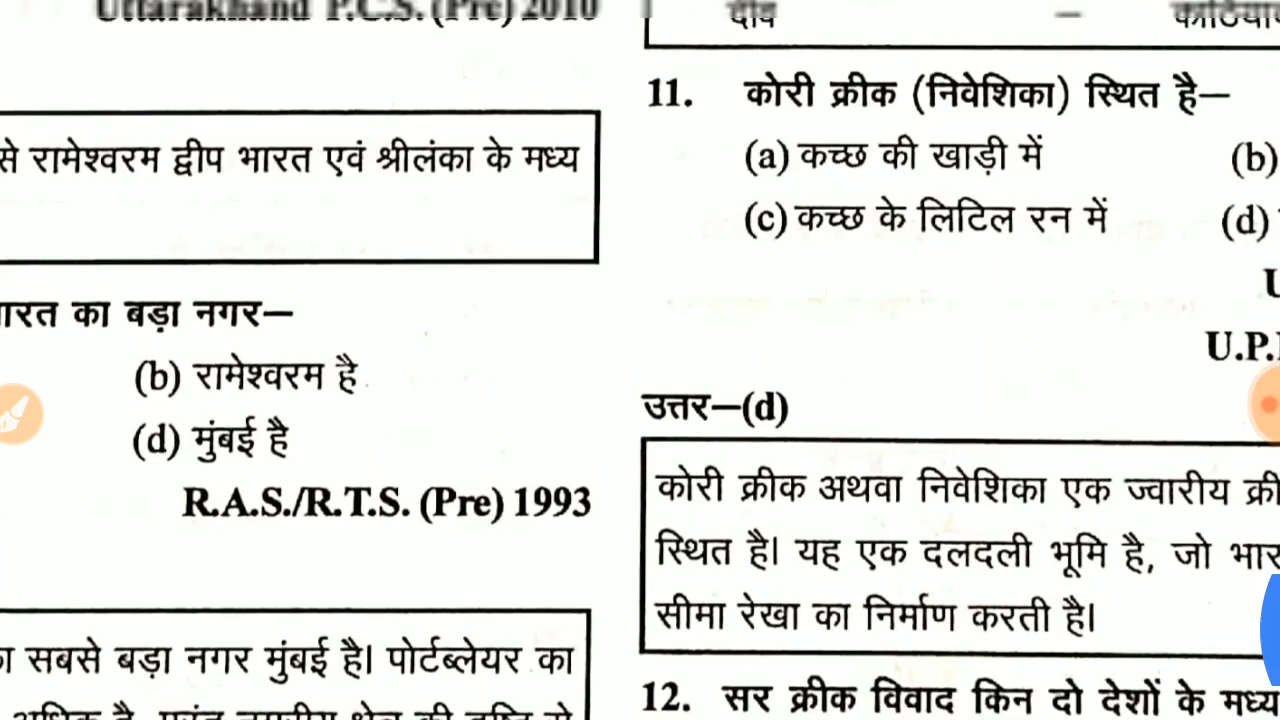 Uttarakhand P.C.S. (Pre) 2010
से रामेश्वरम द्वीप भारत एवं श्रीलंका के मध्य
भारत का बड़ा नगर–
(b) रामेश्वरम है
(d) मुंबई है
R.A.S./R.T.S. (Pre) 1993
सबसे बड़ा नगर मुंबई है। पोर्टब्लेयर का
दीव –
11. कोरी क्रीक (निवेशिका) स्थित है–
(a) कच्छ की खाड़ी में (b)
(c) कच्छ के लिटिल रन में (d)
उत्तर–(d)
कोरी क्रीक अथवा निवेशिका एक ज्वारीय
स्थित है। यह एक दलदली भूमि है, जो
सीमा रेखा का निर्माण करती है।
12. सर क्रीक विवाद किन दो देशों के मध्य